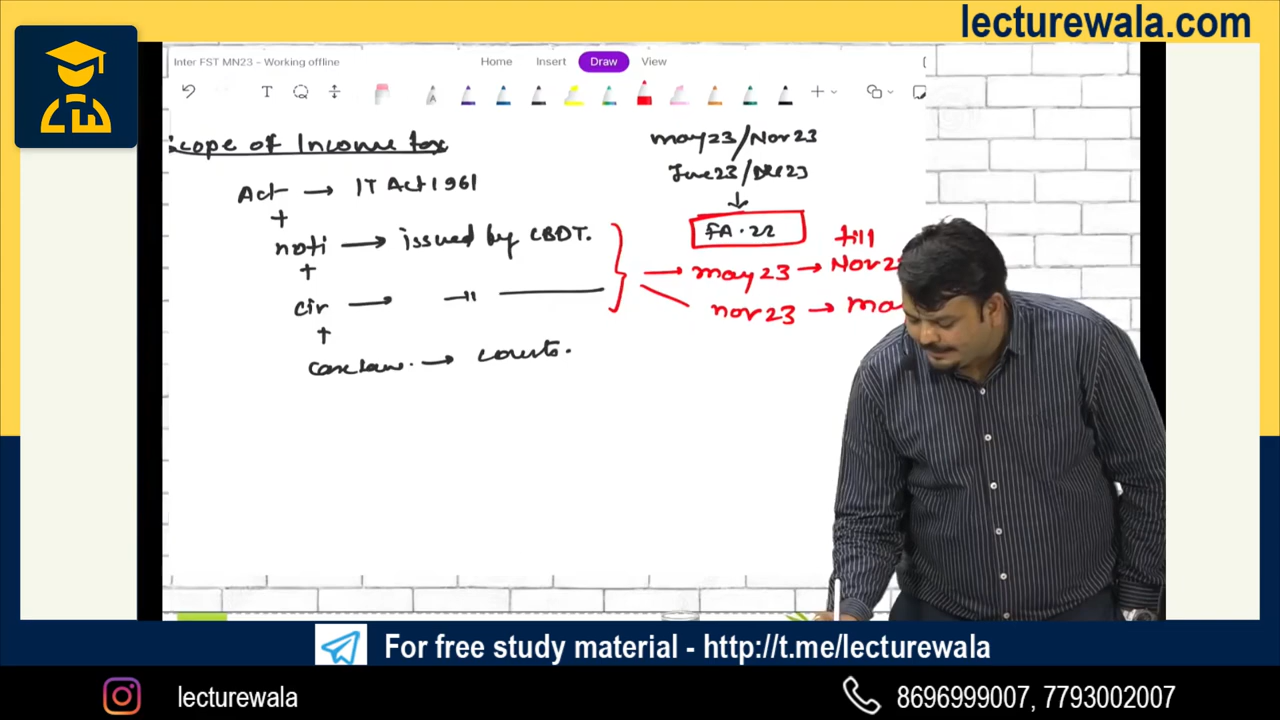 lecturewala.com
Inter FST MN23 – Working offline
Home Insert Draw View
T
A
Scope of Income tax
Act → IT Act 1961
+
noti → issued by CBDT.
+
cir → —॥—
+
caselaw. → courts.
may23/Nov23
June23/Dec23
↓
FA.22
till
→ may23 → Nov22
nov23 → ma
For free study material - http://t.me/lecturewala
lecturewala
8696999007, 7793002007